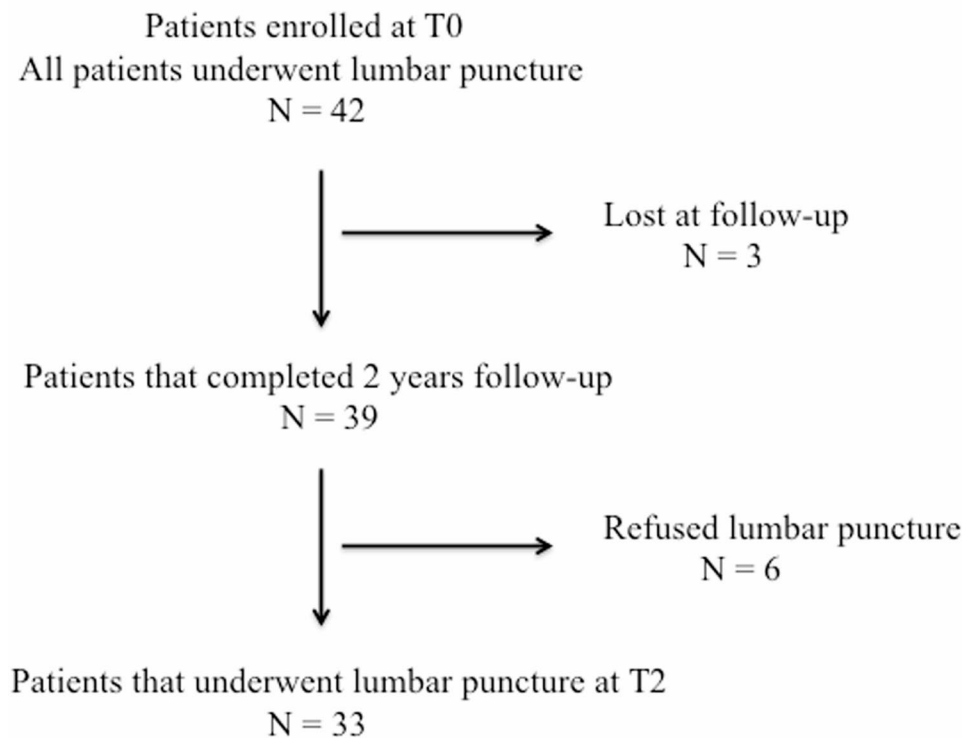 Patients enrolled at T0
All patients underwent lumbar puncture
N = 42
Lost at follow-up
N = 3
Patients that completed 2 years follow-up
N = 39
Refused lumbar puncture
N = 6
Patients that underwent lumbar puncture at T2
N = 33